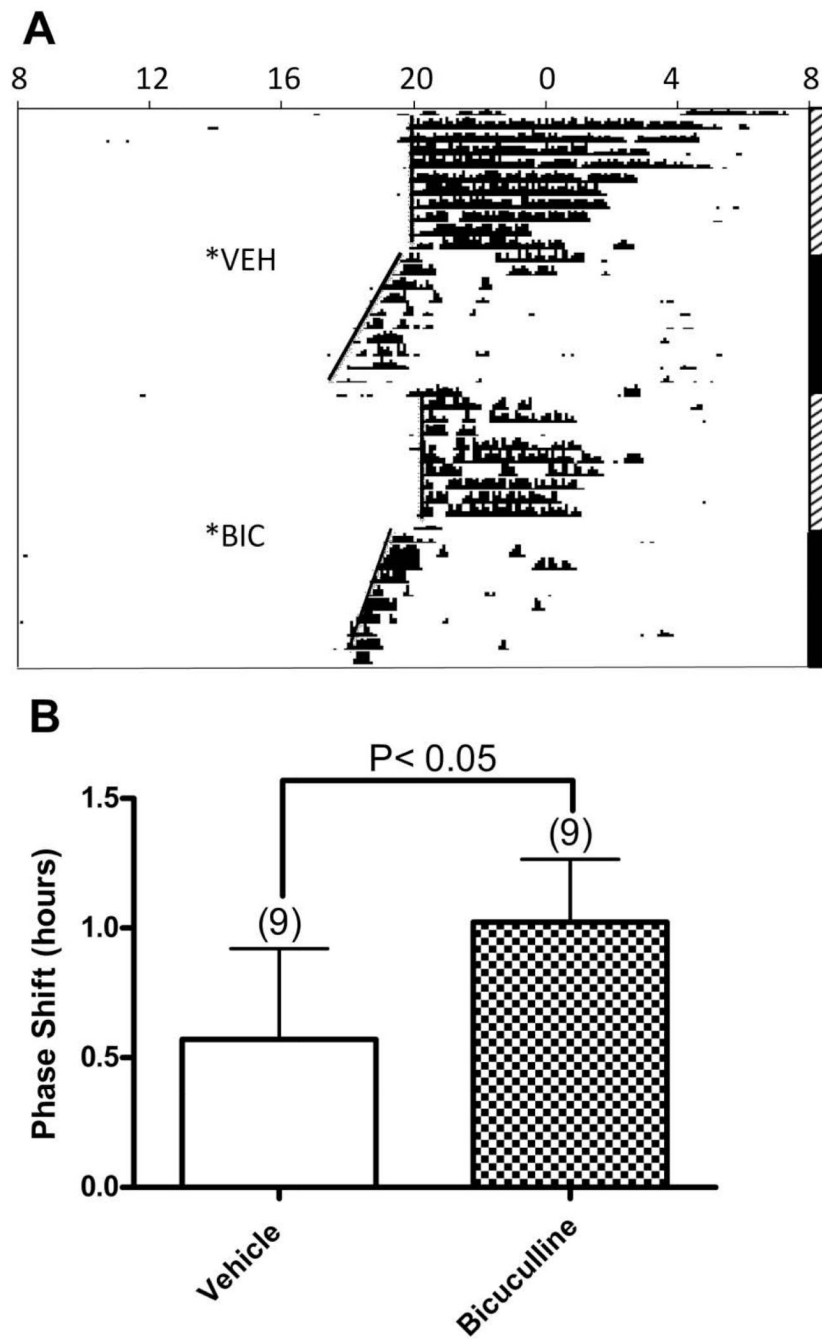 A
8 12 16 20 0 4 8
*VEH
*BIC
B
P< 0.05
1.5
(9)
(9)
1.0
0.5
0.0
Phase Shift (hours)
Vehicle
Bicuculline